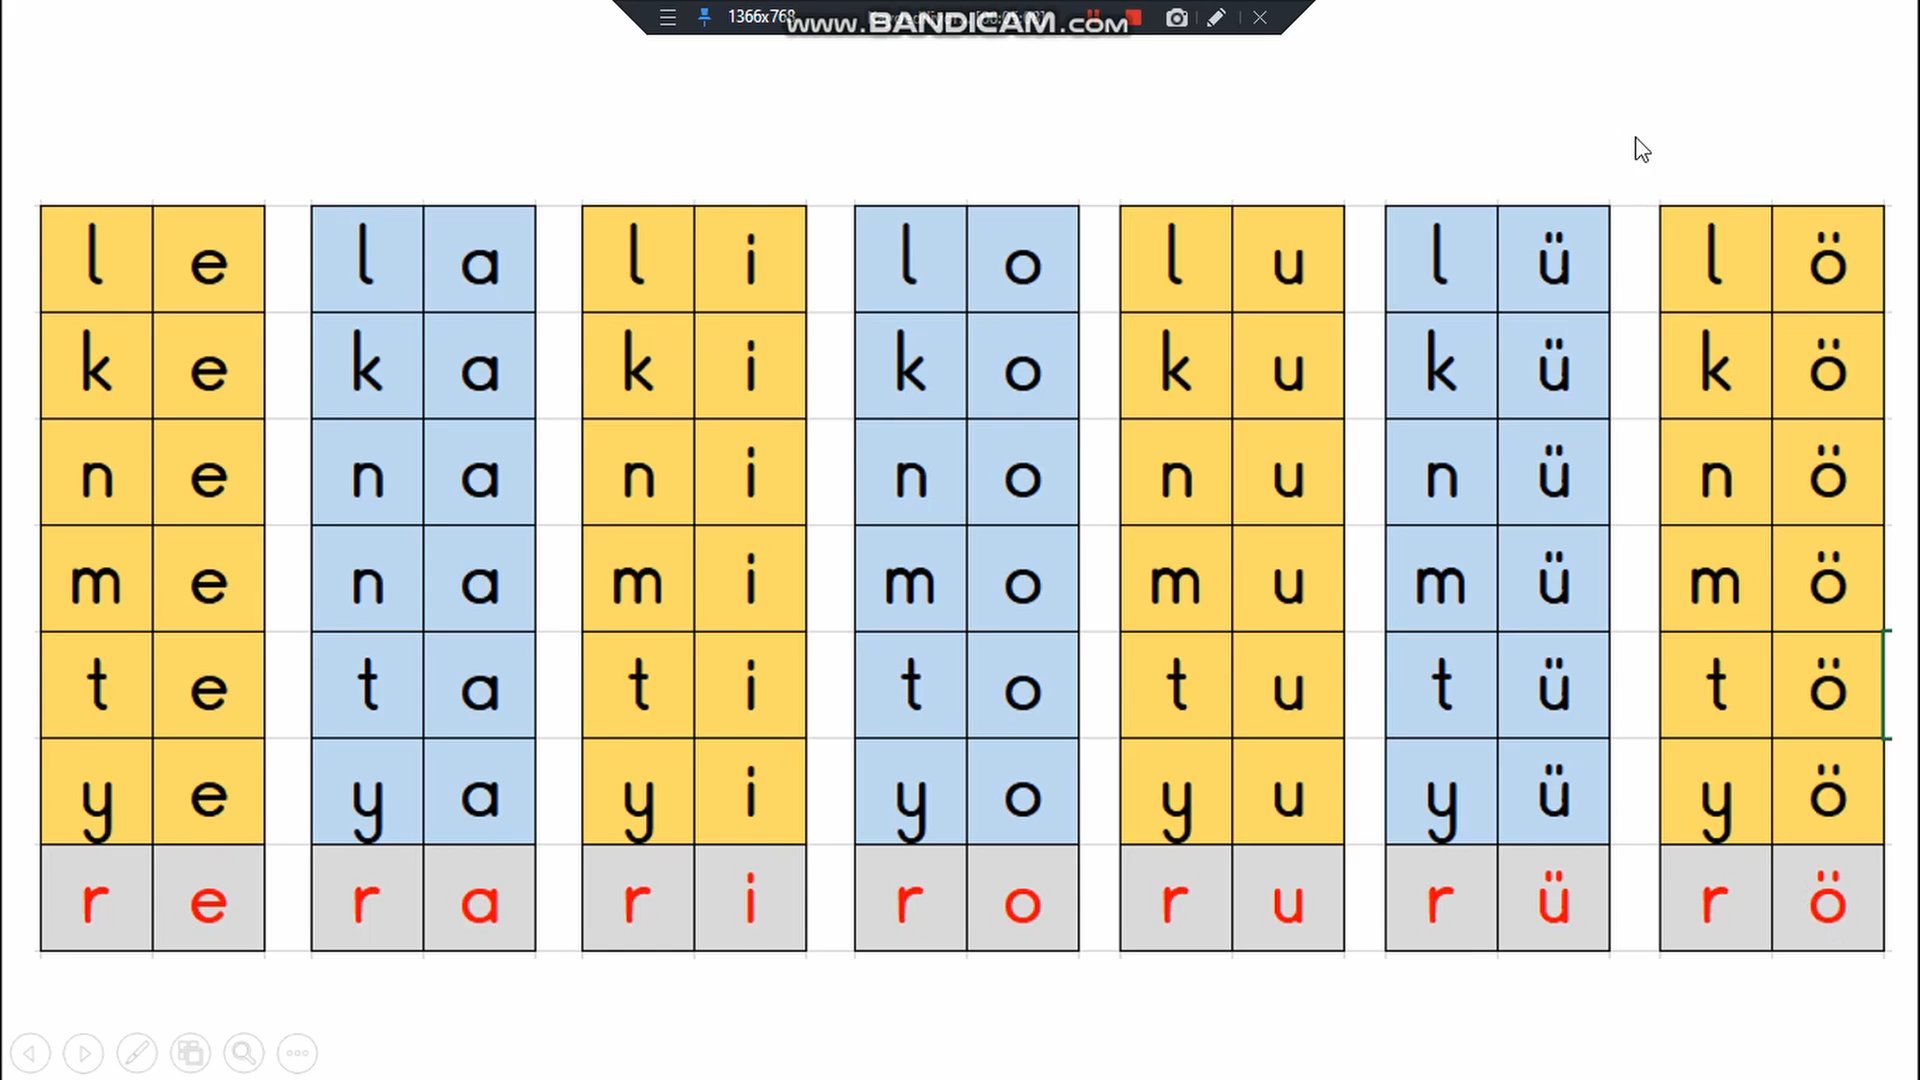 1366x768
www.BANDICAM.com
l e l a l i l o l u l ü l ö
k e k a k i k o k u k ü k ö
n e n a n i n o n u n ü n ö
m e n a m i m o m u m ü m ö
t e t a t i t o t u t ü t ö
y e y a y i y o y u y ü y ö
r e r a r i r o r u r ü r ö